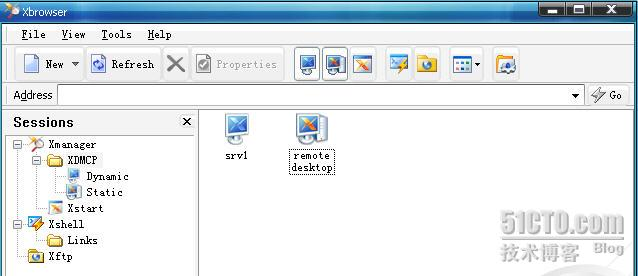 Xbrowser
File View Tools Help
New Refresh Properties
Address Go
Sessions
Xmanager
XDMCP
Dynamic
Static
Xstart
Xshell
Links
Xftp
srv1
remote
desktop
51CTO.com
技术博客 Blog